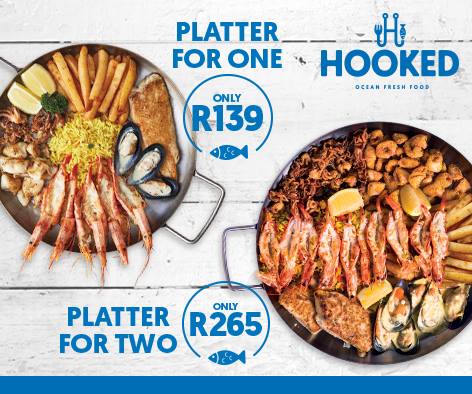 PLATTER
FOR ONE
ONLY
R139
HOOKED
OCEAN FRESH FOOD
PLATTER
FOR TWO
ONLY
R265